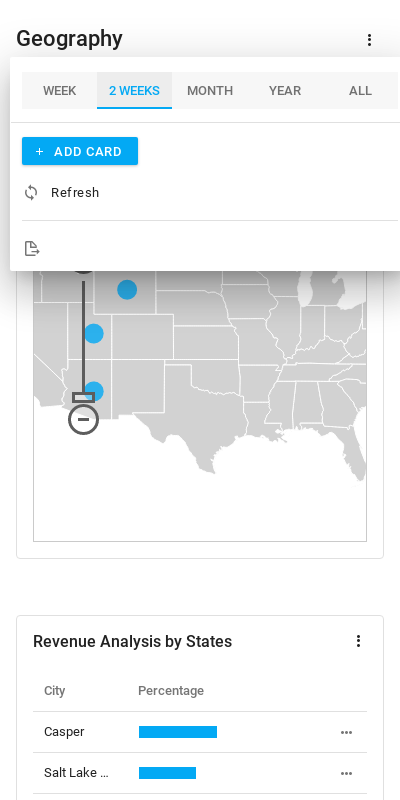 Geography
WEEK 2 WEEKS MONTH YEAR ALL
+ ADD CARD
Refresh
Revenue Analysis by States
City Percentage
Casper
Salt Lake ...